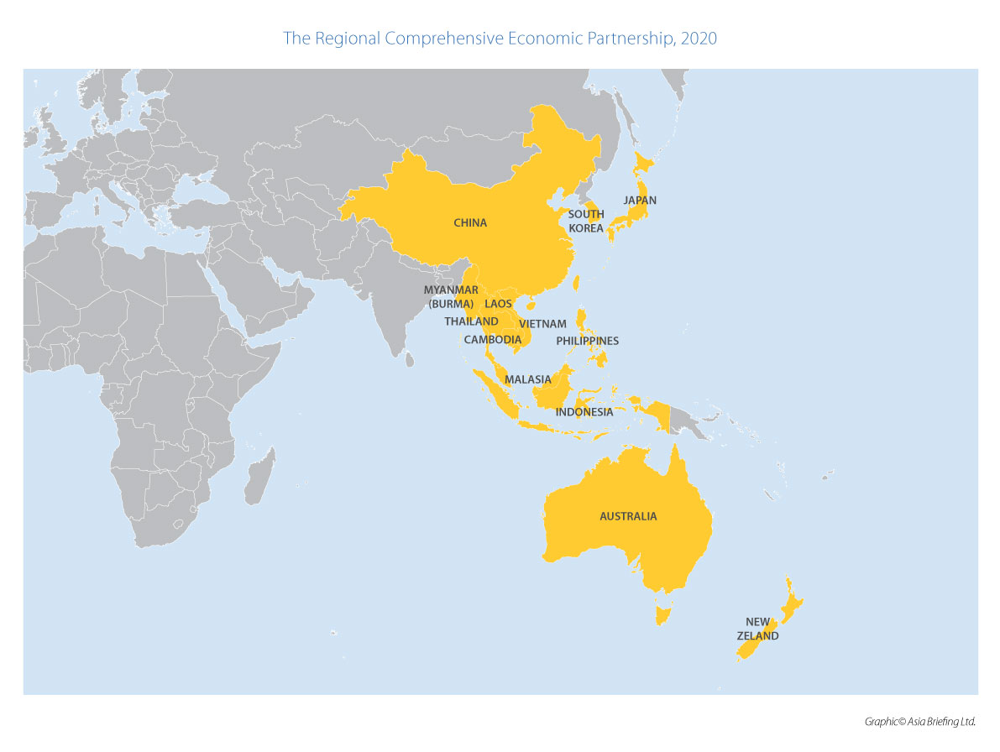 The Regional Comprehensive Economic Partnership, 2020
JAPAN
SOUTH
KOREA
CHINA
MYANMAR
(BURMA)
LAOS
THAILAND
VIETNAM
CAMBODIA
PHILIPPINES
MALASIA
INDONESIA
AUSTRALIA
NEW
ZELAND
Graphic© Asia Briefing Ltd.